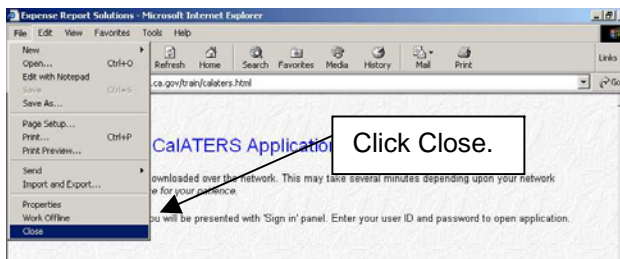 Expense Report Solutions - Microsoft Internet Explorer
File Edit View Favorites Tools Help
New
Open... Ctrl+O
Edit with Notepad
Save Ctrl+S
Save As...
Page Setup...
Print... Ctrl+P
Print Preview...
Send
Import and Export...
Properties
Work Offline
Close
Refresh Home Search Favorites Media History Mail Print
Links
.ca.gov/train/calaters.html
Go
CalATERS Applicatio
Click Close.
ownloaded over the network. This may take several minutes depending upon your network
e for your patience.
ou will be presented with 'Sign in' panel. Enter your user ID and password to open application.